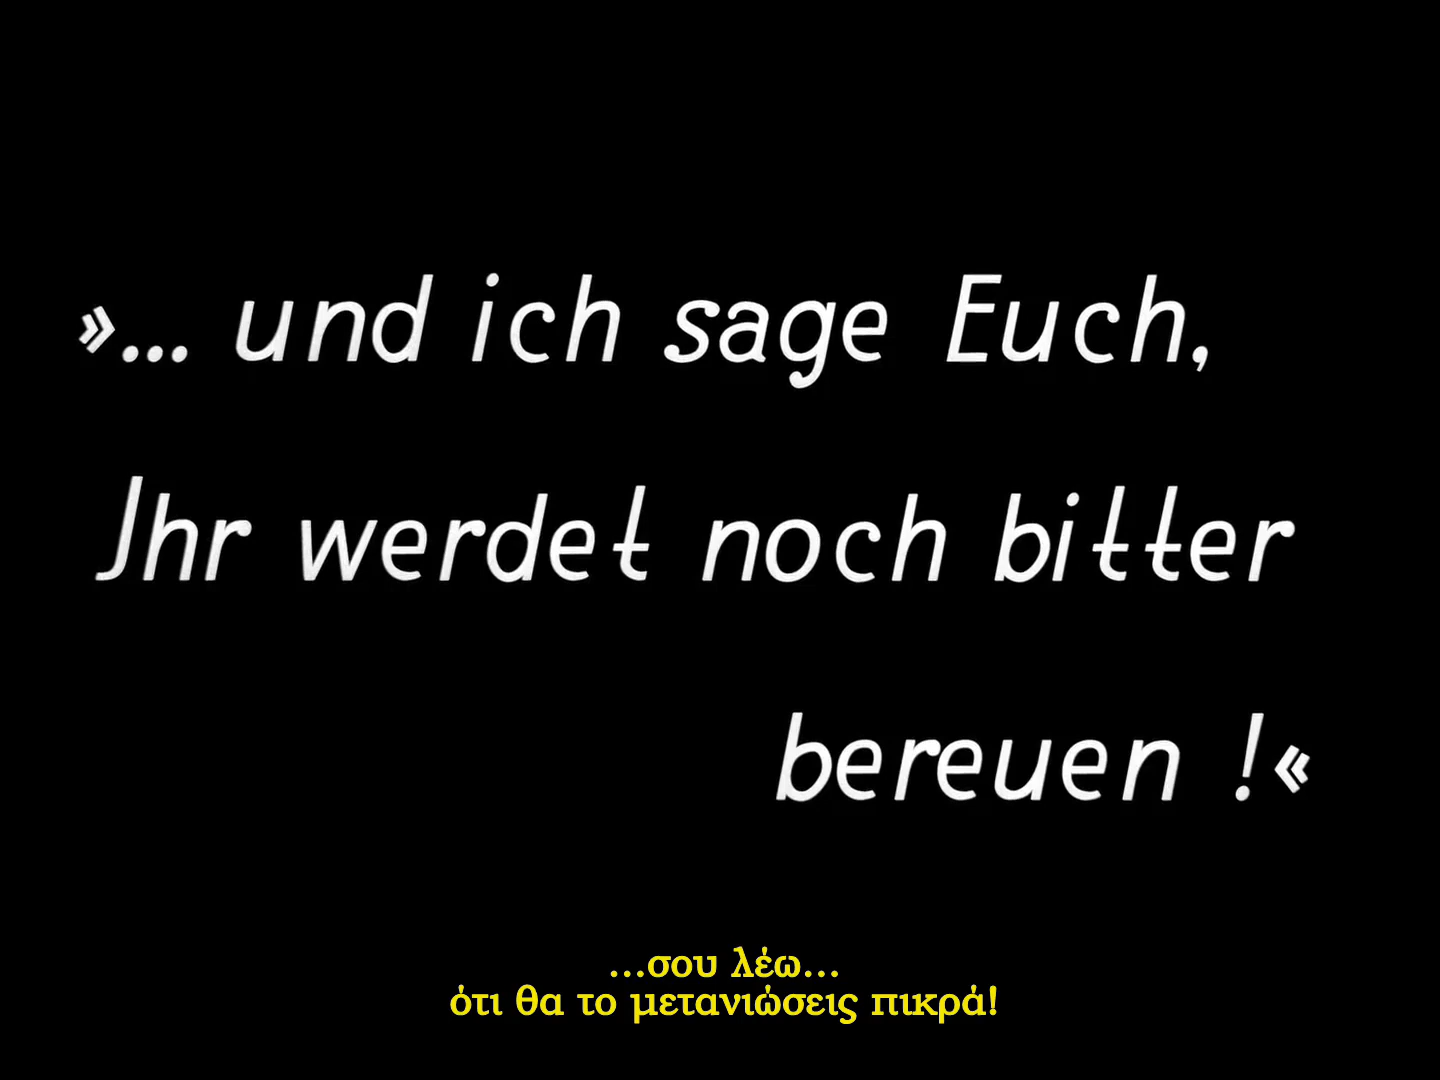 »... und ich sage Euch,
Jhr werdet noch bitter
bereuen !«
...σου λέω...
ότι θα το μετανιώσεις πικρά!